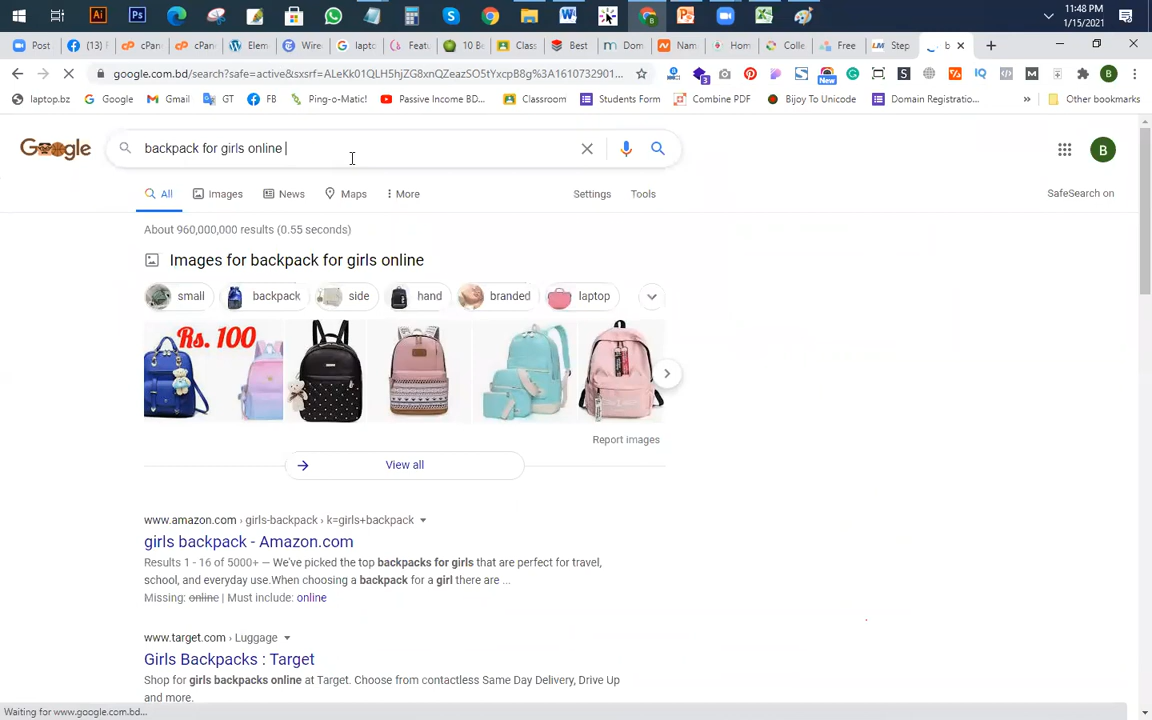 Ai
Ps
11:48 PM
1/15/2021
Post
(13) F
cPan
cPan
Elem
Wire
lapto
Featu
10 Be
Class
Best
Dom
Nam
Hom
Colle
Free
Step
b
google.com.bd/search?safe=active&sxsrf=ALeKk01QLH5hjZG8xnQZeazSO5tYxcpB8g%3A1610732901...
3
New
B
laptop.bz
Google
Gmail
GT
FB
Ping-o-Matic!
Passive Income BD...
Classroom
Students Form
Combine PDF
Bijoy To Unicode
Domain Registratio...
»
Other bookmarks
Google
backpack for girls online
B
All
Images
News
Maps
More
Settings
Tools
SafeSearch on
About 960,000,000 results (0.55 seconds)
Images for backpack for girls online
small
backpack
side
hand
branded
laptop
Rs. 100
Report images
View all
www.amazon.com › girls-backpack › k=girls+backpack
girls backpack - Amazon.com
Results 1 - 16 of 5000+ — We've picked the top backpacks for girls that are perfect for travel,
school, and everyday use.When choosing a backpack for a girl there are ...
Missing: online | Must include: online
www.target.com › Luggage
Girls Backpacks : Target
Shop for girls backpacks online at Target. Choose from contactless Same Day Delivery, Drive Up
and more.
Waiting for www.google.com.bd...